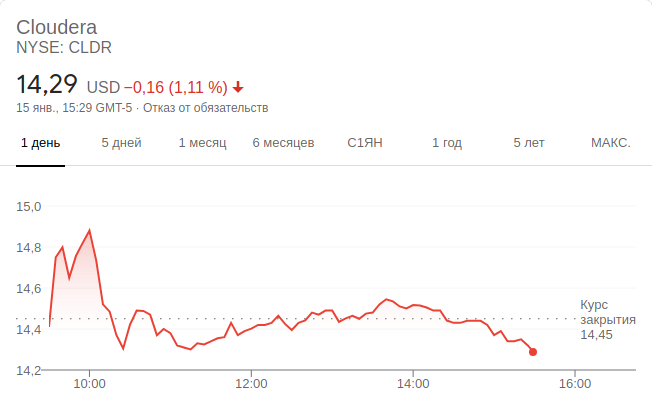 Cloudera
NYSE: CLDR
14,29 USD −0,16 (1,11 %)
15 янв., 15:29 GMT-5 · Отказ от обязательств
1 день 5 дней 1 месяц 6 месяцев С1ЯН 1 год 5 лет МАКС.
15,0
14,8
14,6
14,4
14,2
Курс
закрытия
14,45
10:00 12:00 14:00 16:00